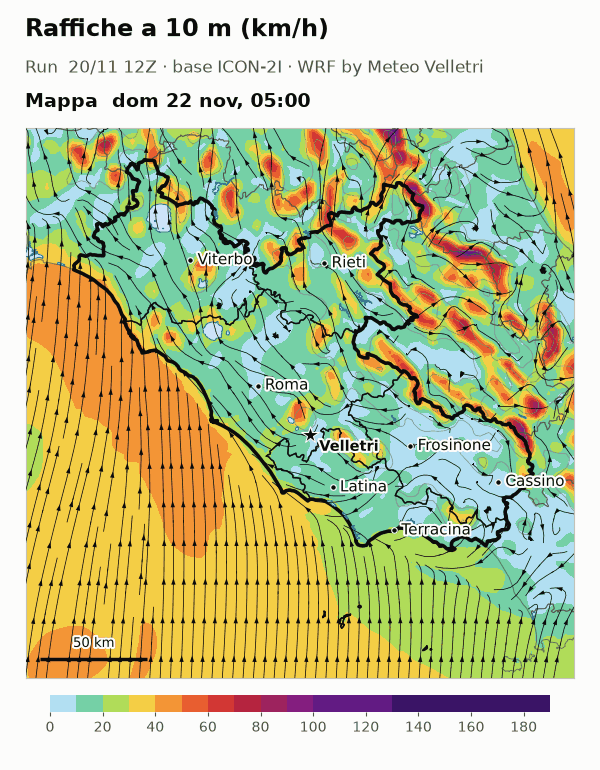 Raffiche a 10 m (km/h)
Run  20/11 12Z · base ICON-2I · WRF by Meteo Velletri
Mappa  dom 22 nov, 05:00
Viterbo
Rieti
Roma
Velletri
Frosinone
Cassino
Latina
Terracina
50 km
0 20 40 60 80 100 120 140 160 180